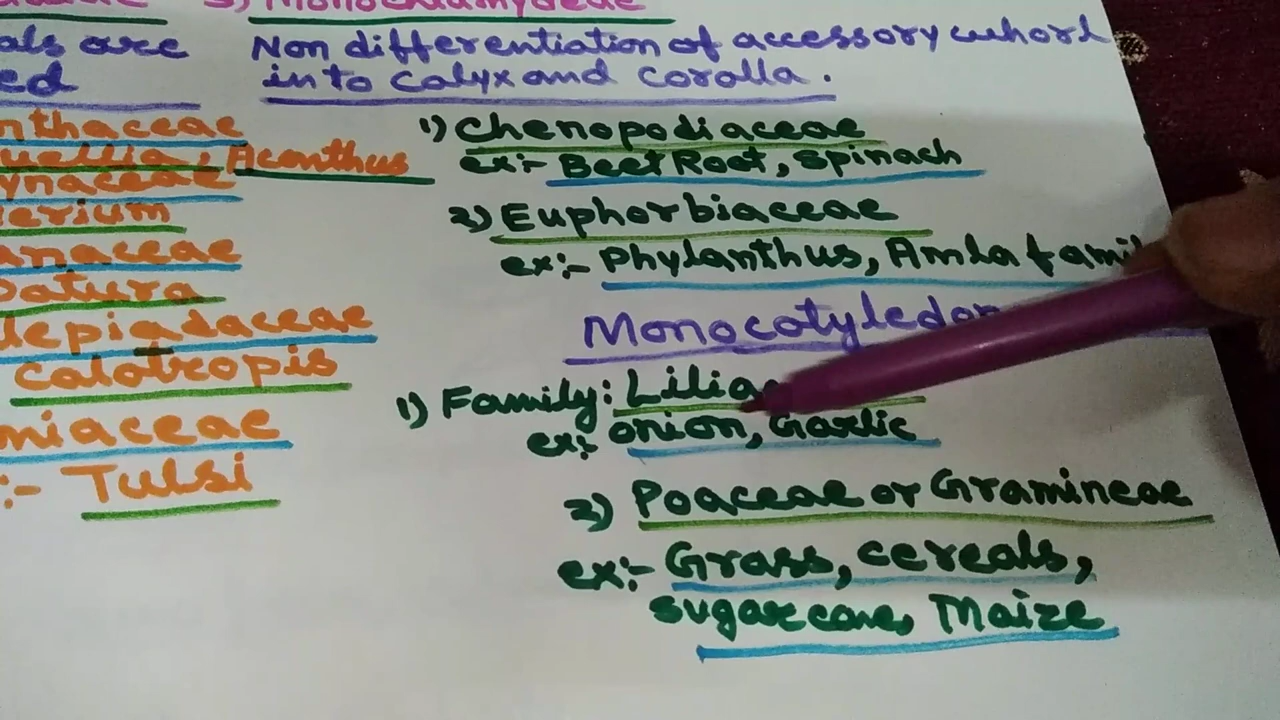 3) Monochlamydeae
als are
ed
nthaceae
uellia, Acanthus
ynaceae
erium
anaceae
Datura
lepiadaceae
calotropis
miaceae
:- Tulsi
Non differentiation of accessory whorl
into calyx and corolla.
1) Chenopodiaceae
ex:- Beet Root, Spinach
2) Euphorbiaceae
ex:- Phylanthus, Amla fami
Monocotyledon
1) Family: Lilia
ex:- onion, Garlic
2) Poaceae or Gramineae
ex:- Grass, cereals,
sugarcane, Maize